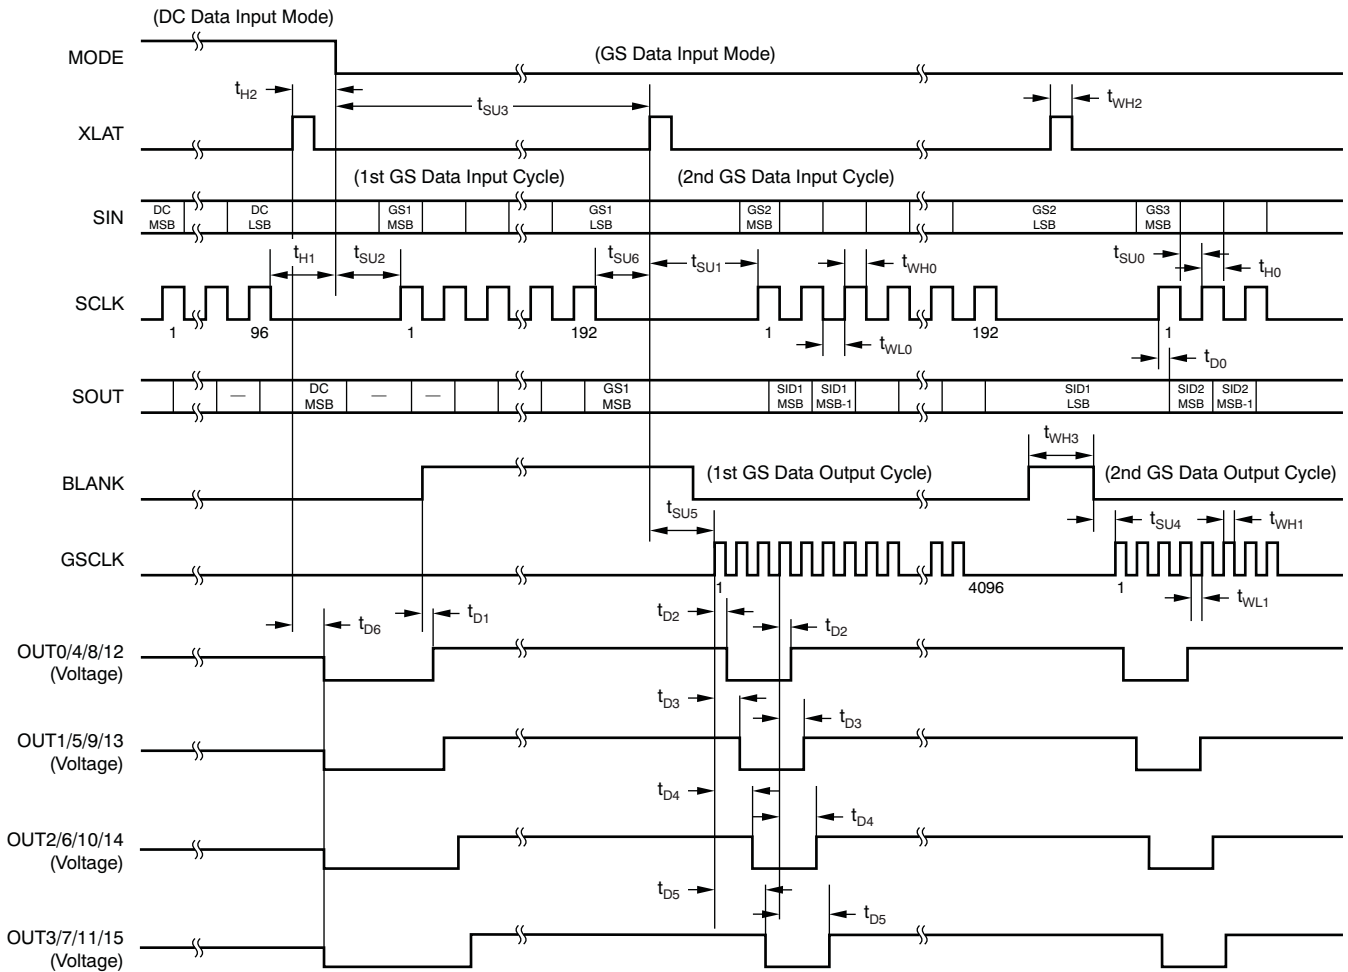 (DC Data Input Mode)
MODE
(GS Data Input Mode)
tH2
tSU3
tWH2
XLAT
(1st GS Data Input Cycle)
(2nd GS Data Input Cycle)
SIN
DC MSB
DC LSB
GS1 MSB
GS1 LSB
GS2 MSB
GS2 LSB
GS3 MSB
tH1
tSU2
tSU6
tSU1
tWH0
tSU0
tH0
SCLK
1
96
1
192
1
192
1
tWL0
tD0
SOUT
—
DC MSB
—
—
GS1 MSB
SID1 MSB
SID1 MSB-1
SID1 LSB
SID2 MSB
SID2 MSB-1
tWH3
BLANK
(1st GS Data Output Cycle)
(2nd GS Data Output Cycle)
tSU5
tSU4
tWH1
GSCLK
1
4096
1
tWL1
tD6
tD1
tD2
tD2
OUT0/4/8/12
(Voltage)
tD3
tD3
OUT1/5/9/13
(Voltage)
tD4
tD4
OUT2/6/10/14
(Voltage)
tD5
tD5
OUT3/7/11/15
(Voltage)